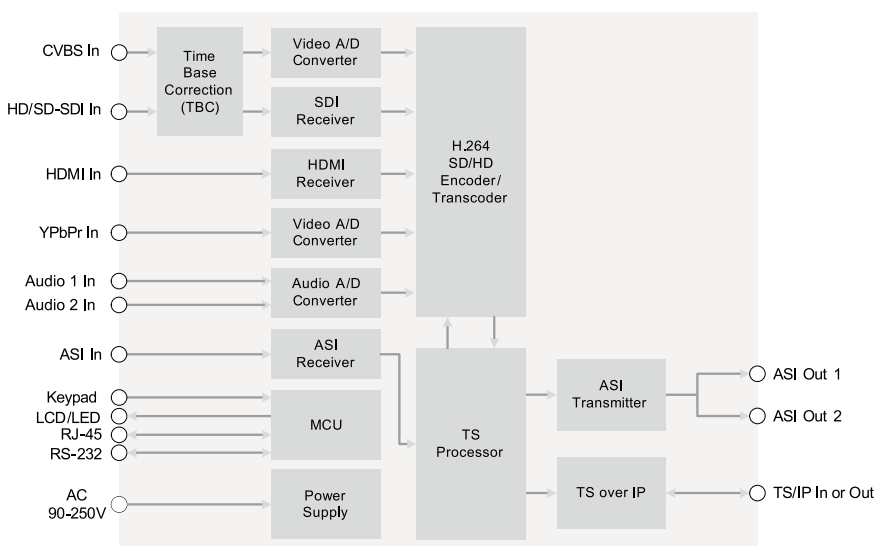 CVBS In
HD/SD-SDI In
HDMI In
YPbPr In
Audio 1 In
Audio 2 In
ASI In
Keypad
LCD/LED
RJ-45
RS-232
AC
90-250V
Time
Base
Correction
(TBC)
Video A/D
Converter
SDI
Receiver
HDMI
Receiver
Video A/D
Converter
Audio A/D
Converter
ASI
Receiver
MCU
Power
Supply
H.264
SD/HD
Encoder/
Transcoder
TS
Processor
ASI
Transmitter
TS over IP
ASI Out 1
ASI Out 2
TS/IP In or Out